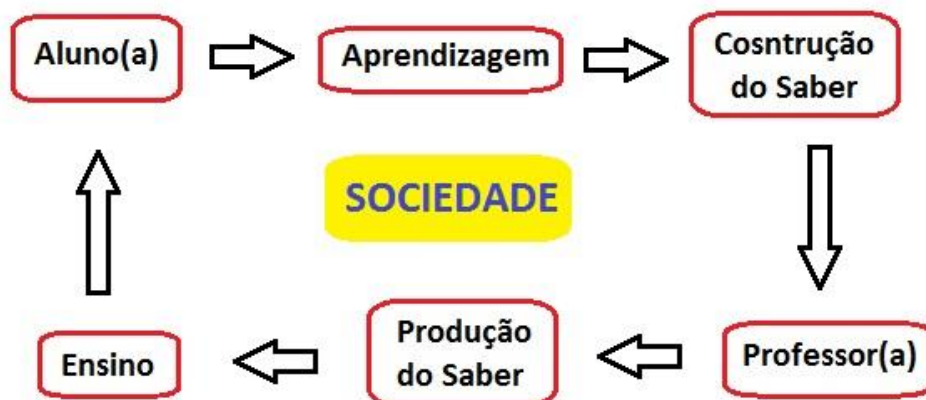 Aluno(a)
Aprendizagem
Cosntrução
do Saber
SOCIEDADE
Ensino
Produção
do Saber
Professor(a)